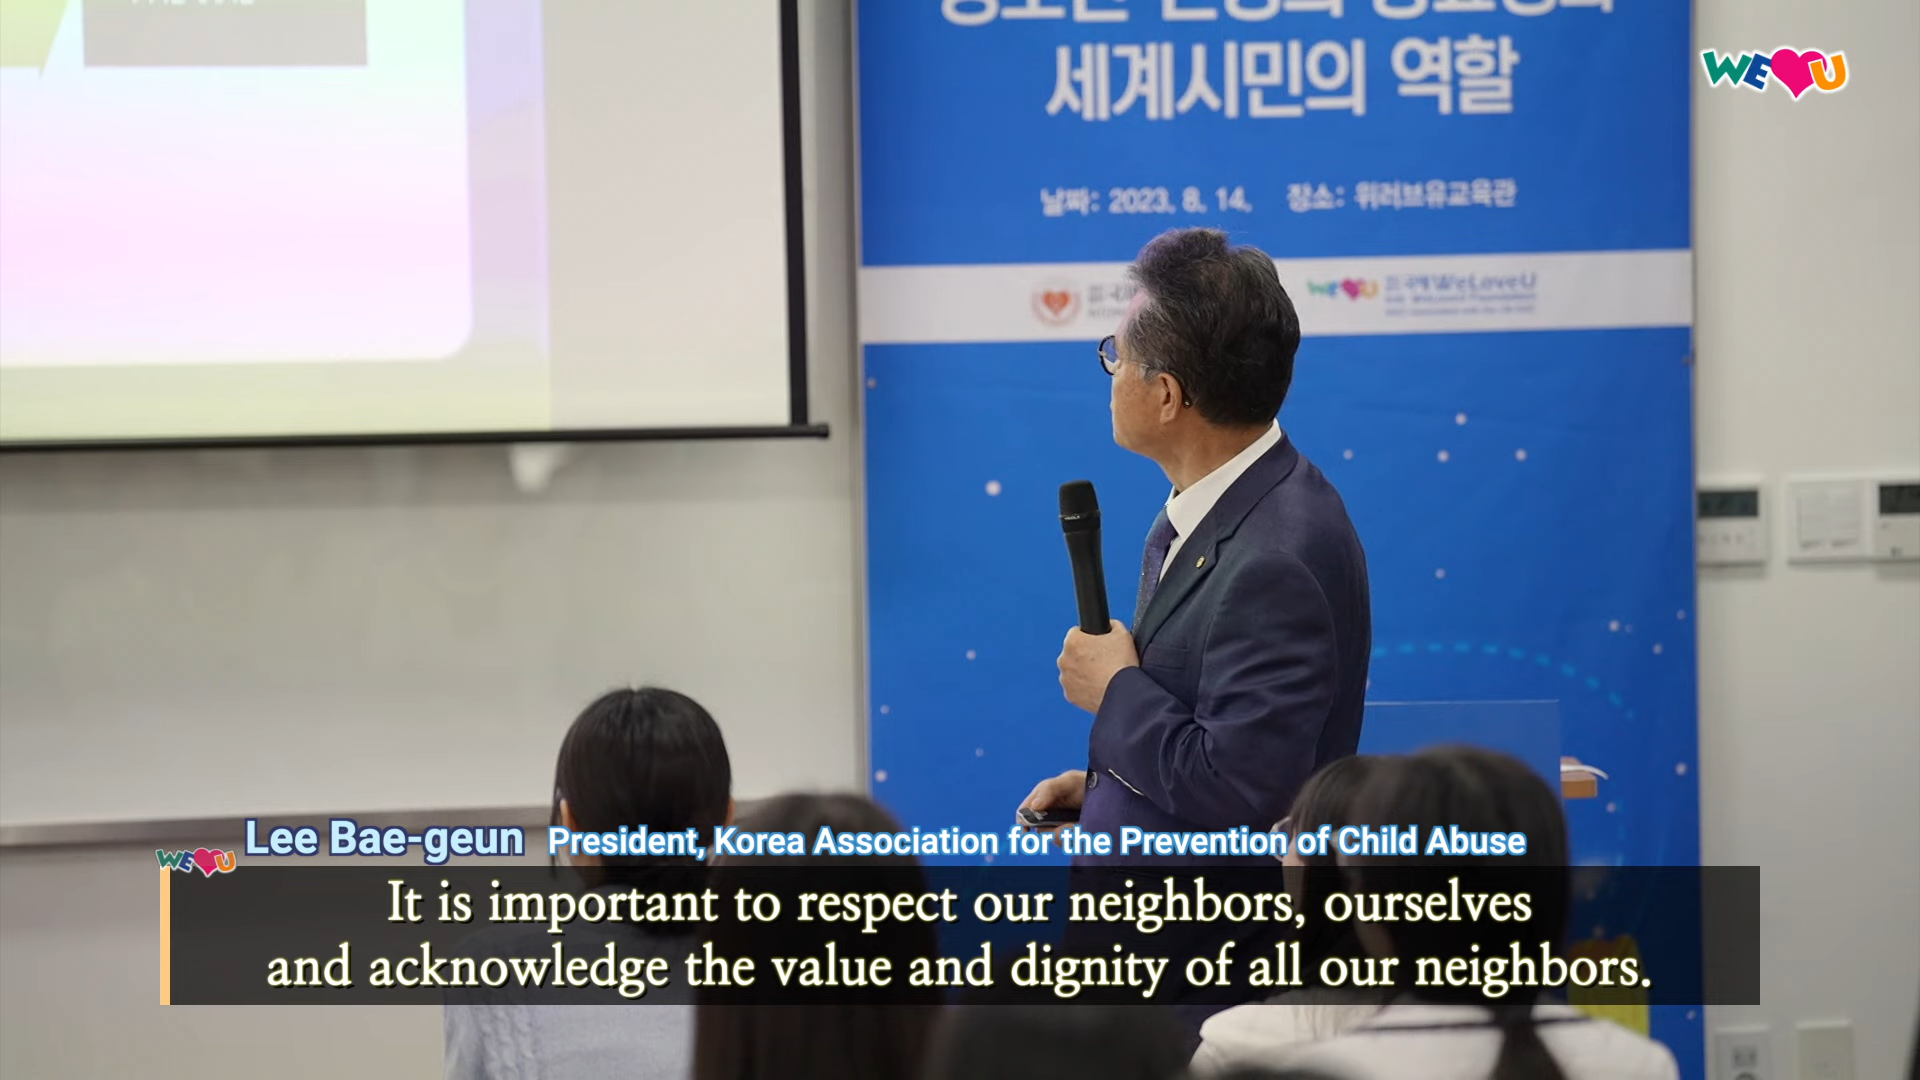 세계시민의 역할
WE U
날짜: 2023. 8. 14. 장소: 위러브유교육관
WeLoveU
Lee Bae-geun President, Korea Association for the Prevention of Child Abuse
WE U
It is important to respect our neighbors, ourselves
and acknowledge the value and dignity of all our neighbors.